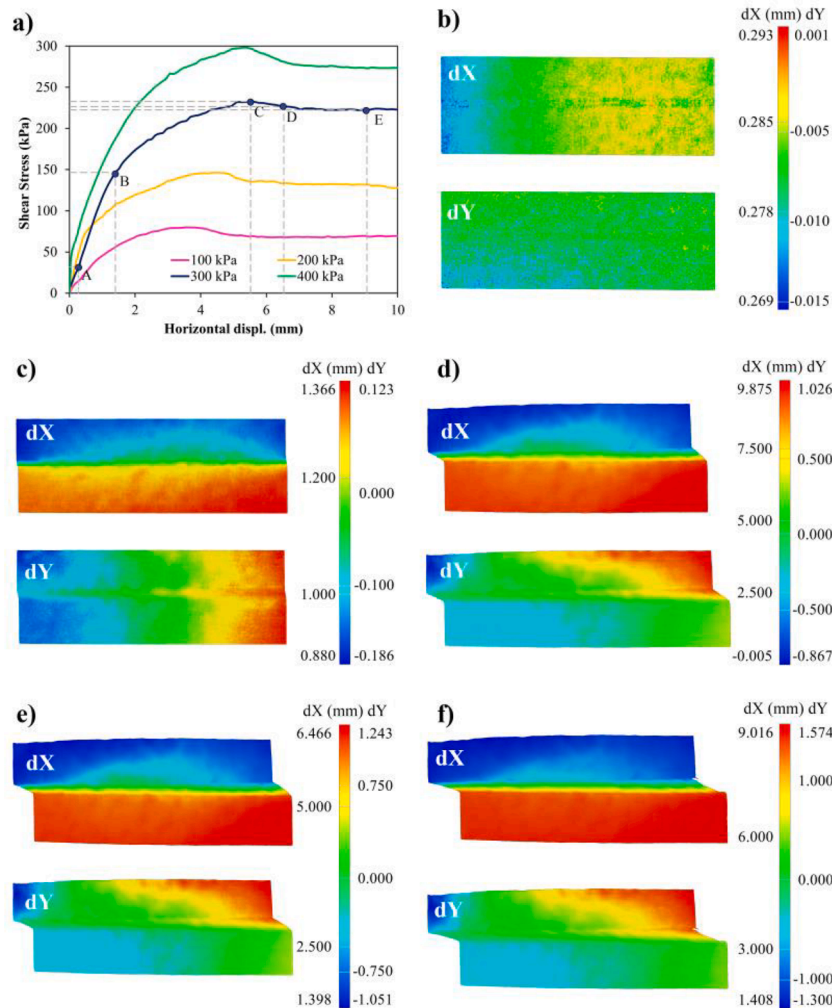 a)
300
250
200
150
100
50
0
Shear Stress (kPa)
A
B
C
D
E
100 kPa
200 kPa
300 kPa
400 kPa
0 2 4 6 8 10
Horizontal displ. (mm)
b)
dX
dY
dX (mm) dY
0.293 0.001
-0.005
0.285
0.278
-0.010
0.269 -0.015
c)
dX
dY
dX (mm) dY
1.366 0.123
1.200 0.000
1.000 -0.100
0.880 -0.186
d)
dX
dY
dX (mm) dY
9.875 1.026
7.500 0.500
5.000 0.000
2.500 -0.500
-0.005 -0.867
e)
dX
dY
dX (mm) dY
6.466 1.243
0.750
5.000
0.000
2.500
-0.750
1.398 -1.051
f)
dX
dY
dX (mm) dY
9.016 1.574
1.000
6.000
0.000
3.000
-1.000
1.408 -1.300